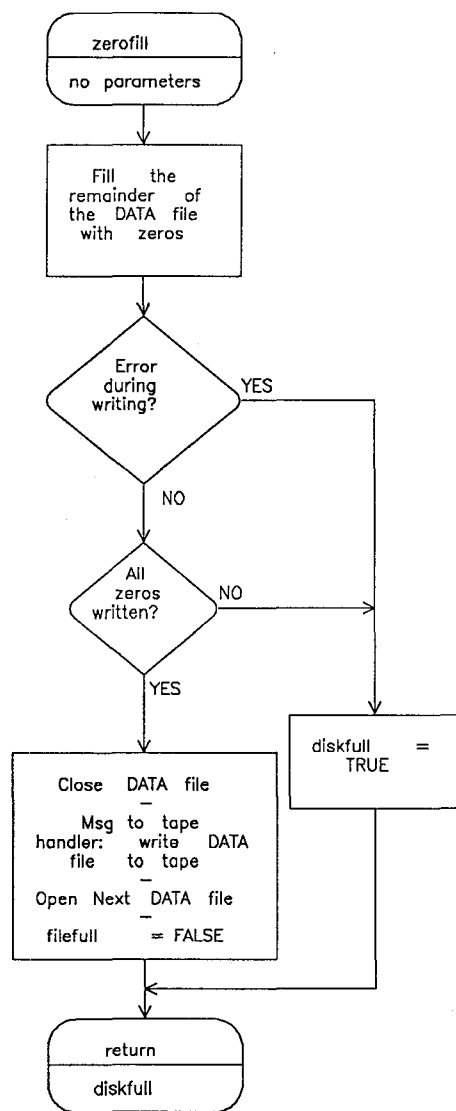 zerofill
no parameters
Fill the
remainder of
the DATA file
with zeros
Error
during
writing?
YES
NO
All
zeros
written?
NO
YES
diskfull =
TRUE
Close DATA file
–
Msg to tape
handler: write DATA
file to tape
–
Open Next DATA file
–
filefull = FALSE
return
diskfull